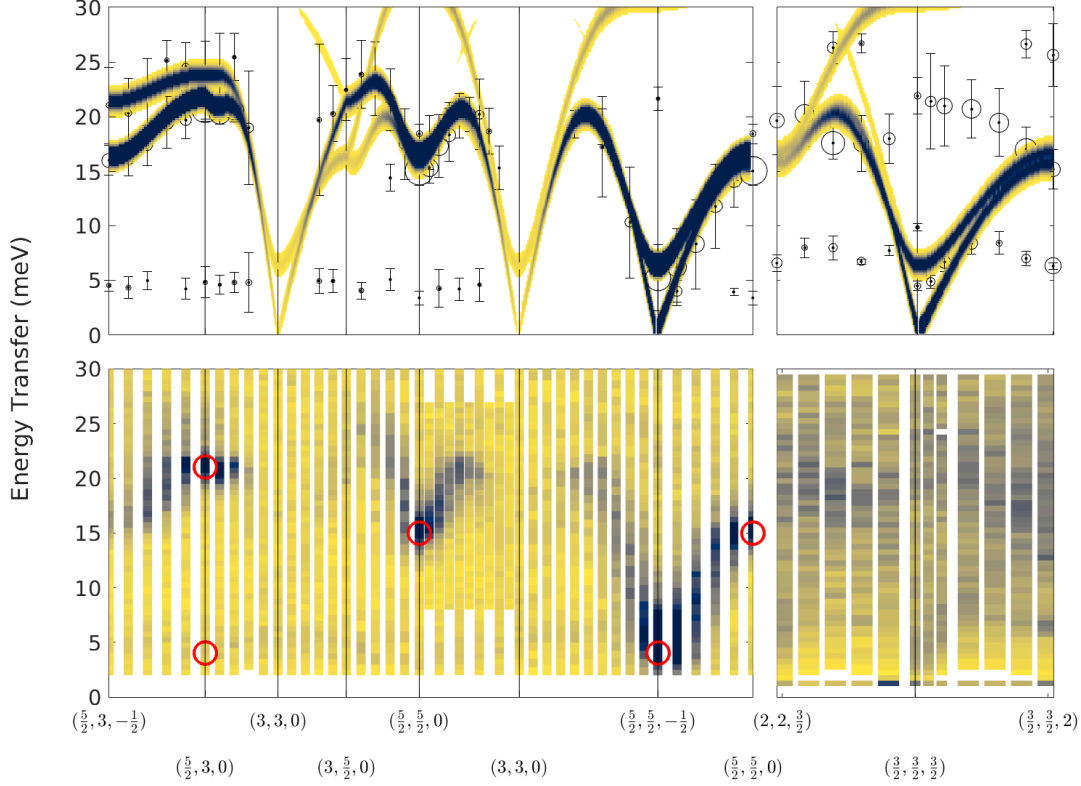 30
25
20
15
10
5
0
Energy Transfer (meV)
30
25
20
15
10
5
0
Energy Transfer (meV)
(5/2, 3, −1/2)
(3, 3, 0)
(5/2, 5/2, 0)
(5/2, 5/2, −1/2)
(2, 2, 3/2)
(3/2, 3/2, 2)
(5/2, 3, 0)
(3, 5/2, 0)
(3, 3, 0)
(5/2, 5/2, 0)
(3/2, 3/2, 3/2)